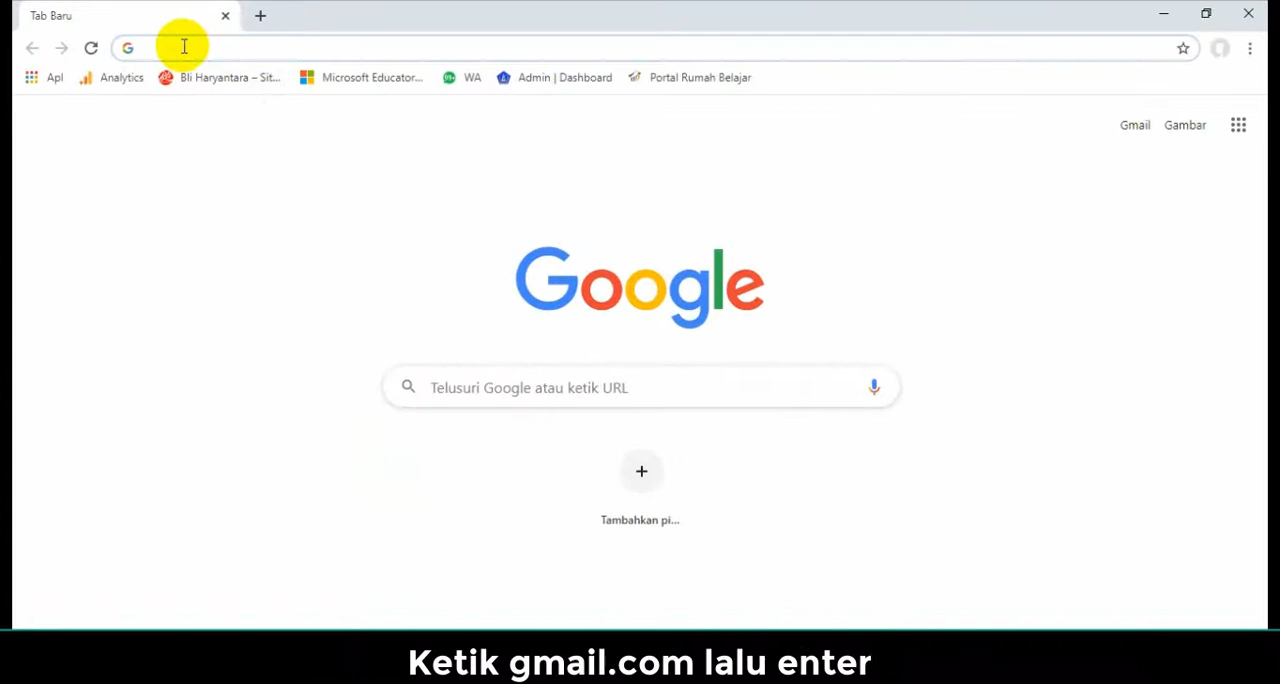 Tab Baru
Apl Analytics Bli Haryantara – Sit... Microsoft Educator... 99+ WA Admin | Dashboard Portal Rumah Belajar
Gmail Gambar
Google
Telusuri Google atau ketik URL
Tambahkan pi...
Ketik gmail.com lalu enter